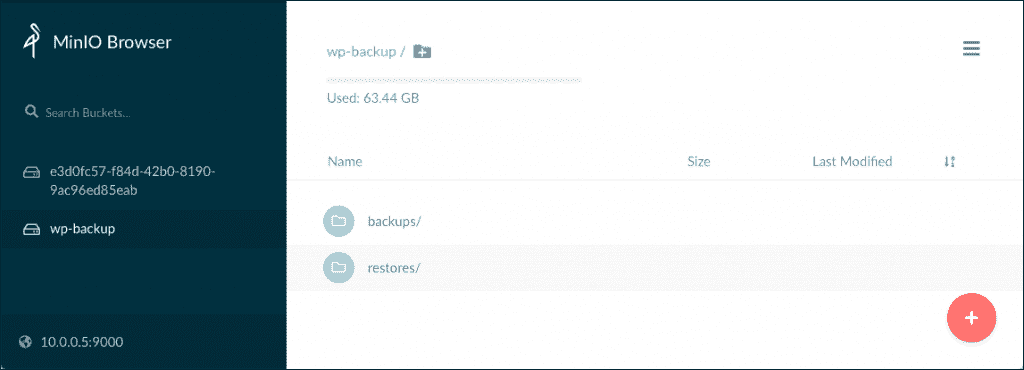 MinIO Browser
Search Buckets...
e3d0fc57-f84d-42b0-8190-
9ac96ed85eab
wp-backup
10.0.0.5:9000
wp-backup /
Used: 63.44 GB
Name Size Last Modified
backups/
restores/